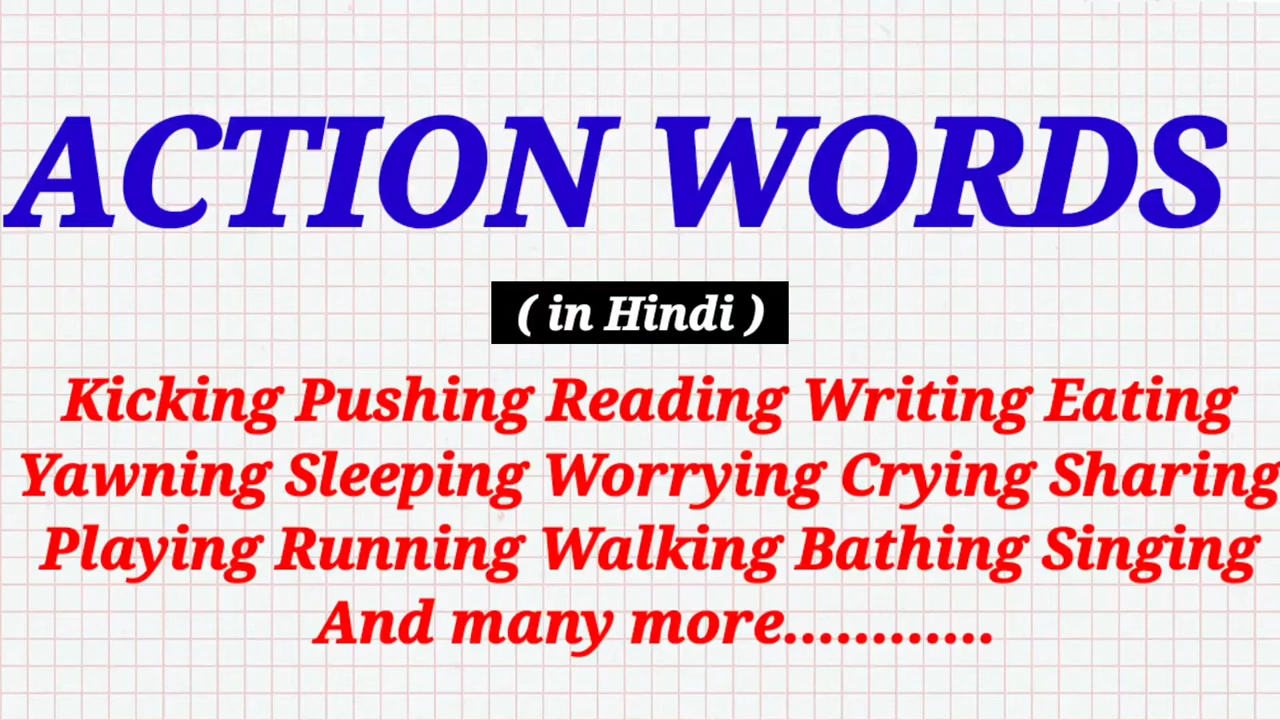 ACTION WORDS
( in Hindi )
Kicking Pushing Reading Writing Eating
Yawning Sleeping Worrying Crying Sharing
Playing Running Walking Bathing Singing
And many more............